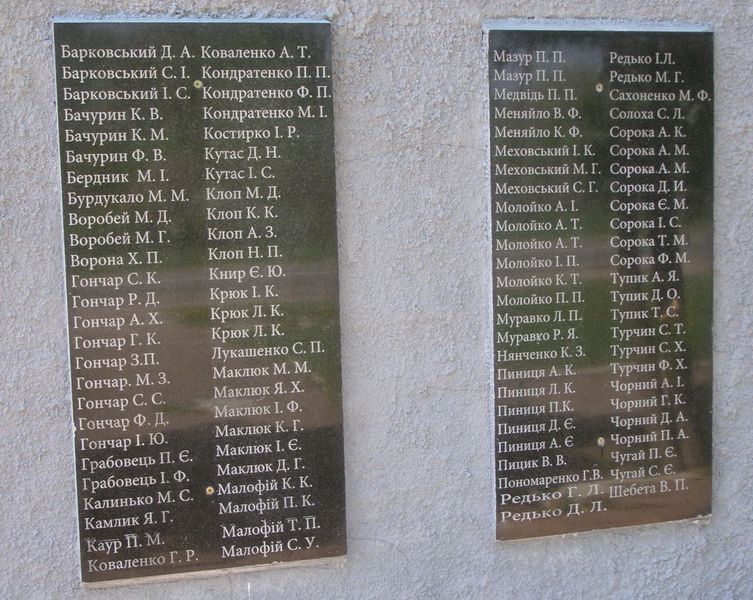 Барковський Д. А.
Барковський С. І.
Барковський І. С.
Бачурин К. В.
Бачурин К. М.
Бачурин Ф. В.
Бердник М. І.
Бурдукало М. М.
Воробей М. Д.
Воробей М. Г.
Ворона Х. П.
Гончар С. К.
Гончар Р. Д.
Гончар А. Х.
Гончар Г. К.
Гончар З.П.
Гончар. М. З.
Гончар С. С.
Гончар Ф. Д.
Гончар І. Ю.
Грабовець П. Є.
Грабовець І. Ф.
Калинько М. С.
Камлик Я. Г.
Каур П. М.
Коваленко Г. Р.
Коваленко А. Т.
Кондратенко П. П.
Кондратенко Ф. П.
Кондратенко М. І.
Костирко І. Р.
Кутас Д. Н.
Кутас І. С.
Клоп М. Д.
Клоп К. К.
Клоп А. З.
Клоп Н. П.
Книр Є. Ю.
Крюк І. К.
Крюк Л. К.
Крюк Л. К.
Лукашенко С. П.
Маклюк М. М.
Маклюк Я. Х.
Маклюк І. Ф.
Маклюк К. Г.
Маклюк І. Є.
Маклюк Д. Г.
Малофій К. К.
Малофій П. К.
Малофій Т. П.
Малофій С. У.
Мазур П. П.
Мазур П. П.
Медвідь П. П.
Меняйло В. Ф.
Меняйло К. Ф.
Меховський І. К.
Меховський М. Г.
Меховський С. Г.
Молойко А. І.
Молойко А. Т.
Молойко А. Т.
Молойко І. П.
Молойко К. Т.
Молойко П. П.
Муравко Л. П.
Муравко Р. Я.
Нянченко К. З.
Пиниця А. К.
Пиниця Л. К.
Пиниця П.К.
Пиниця Д. Є.
Пиниця А. Є
Пицик В. В.
Пономаренко Г.В.
Редько Г. Л.
Редько Д. Л.
Редько І.Л.
Редько М. Г.
Сахоненко М. Ф.
Солоха С. Л.
Сорока А. К.
Сорока А. М.
Сорока А. М.
Сорока Д. И.
Сорока Є. М.
Сорока І. С.
Сорока Т. М.
Сорока Ф. М.
Тупик А. Я.
Тупик Д. О.
Тупик Т. С.
Турчин С. Т.
Турчин С. Х.
Турчин Ф. Х.
Чорний А. І.
Чорний Г. К.
Чорний Д. А.
Чорний П. А.
Чугай П. Є.
Чугай С. Є.
Шебета В. П.